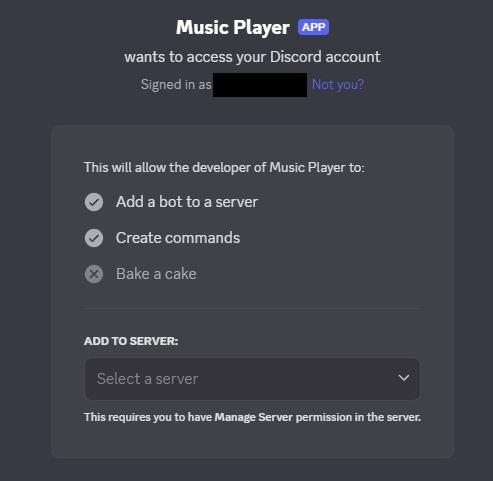 Music Player APP
wants to access your Discord account
Signed in as Not you?
This will allow the developer of Music Player to:
Add a bot to a server
Create commands
Bake a cake
ADD TO SERVER:
Select a server
This requires you to have Manage Server permission in the server.